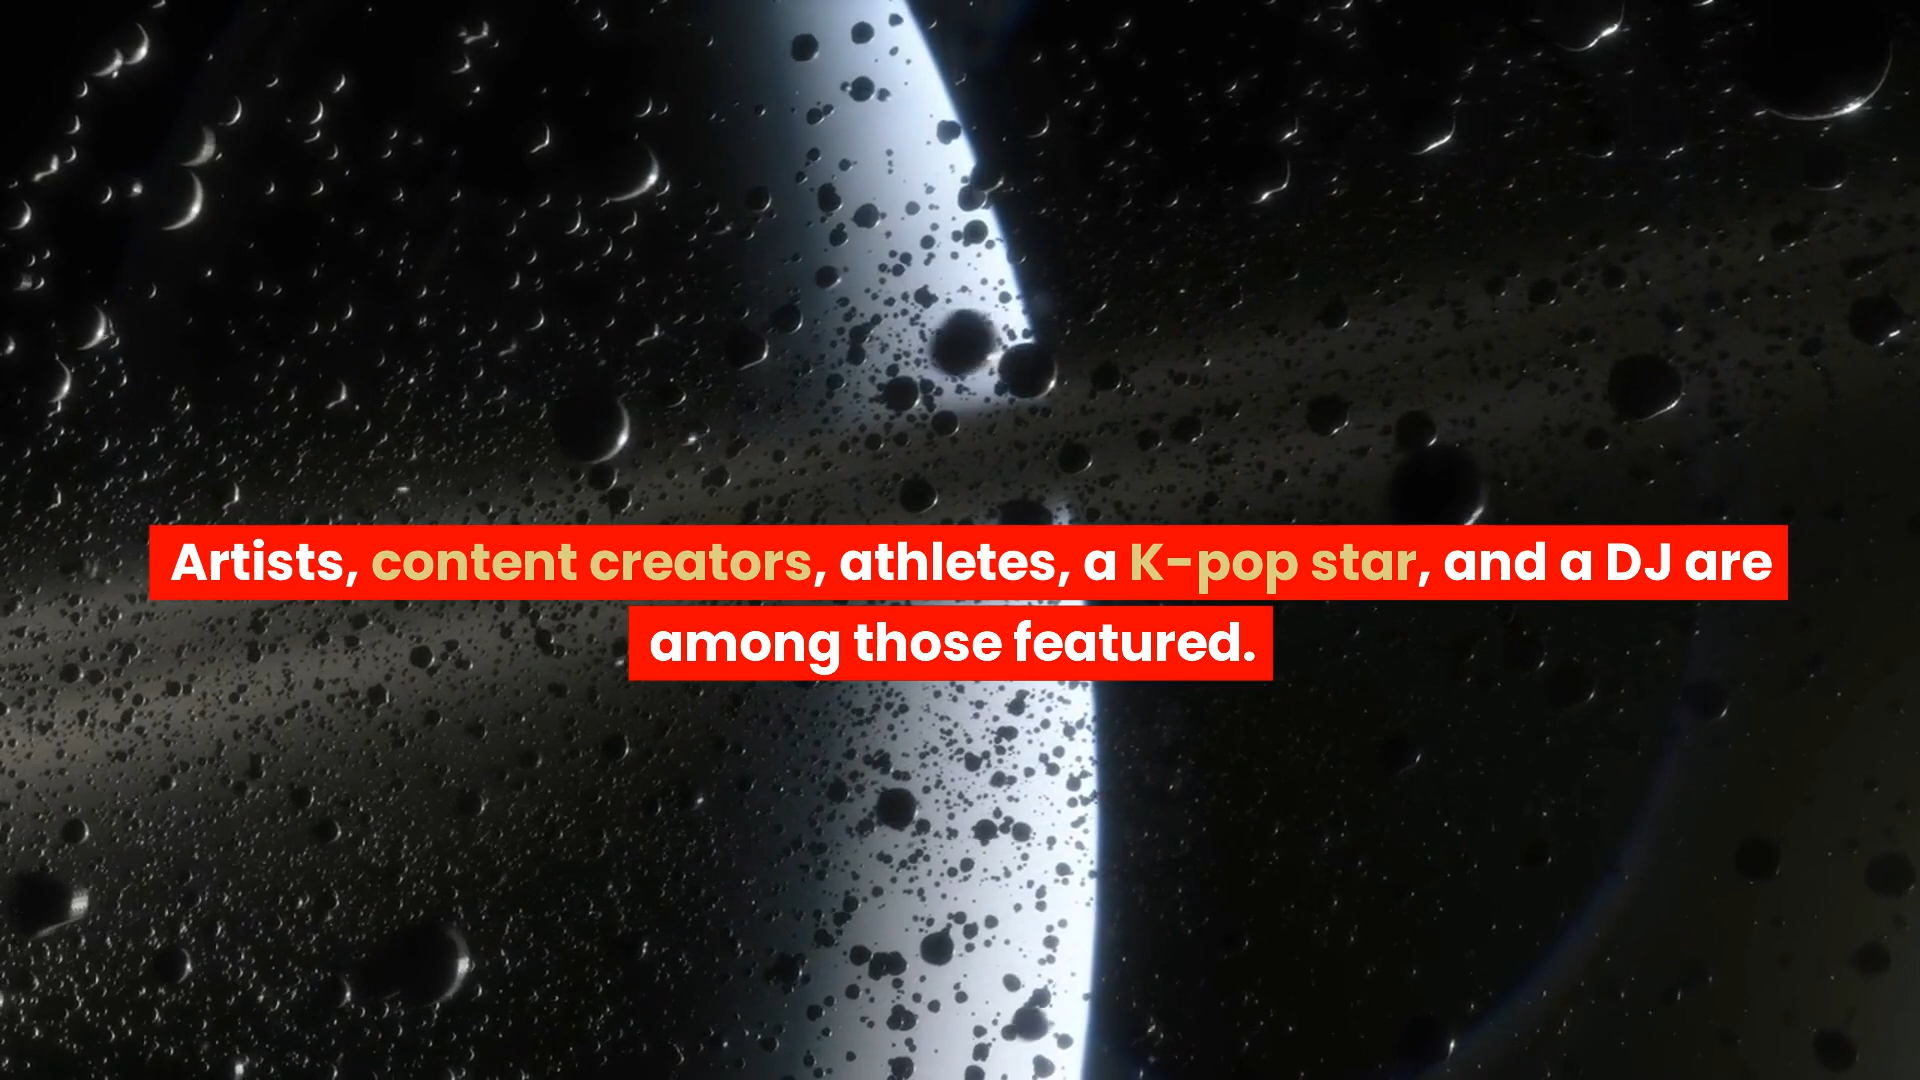 Artists, content creators, athletes, a K-pop star, and a DJ are
among those featured.